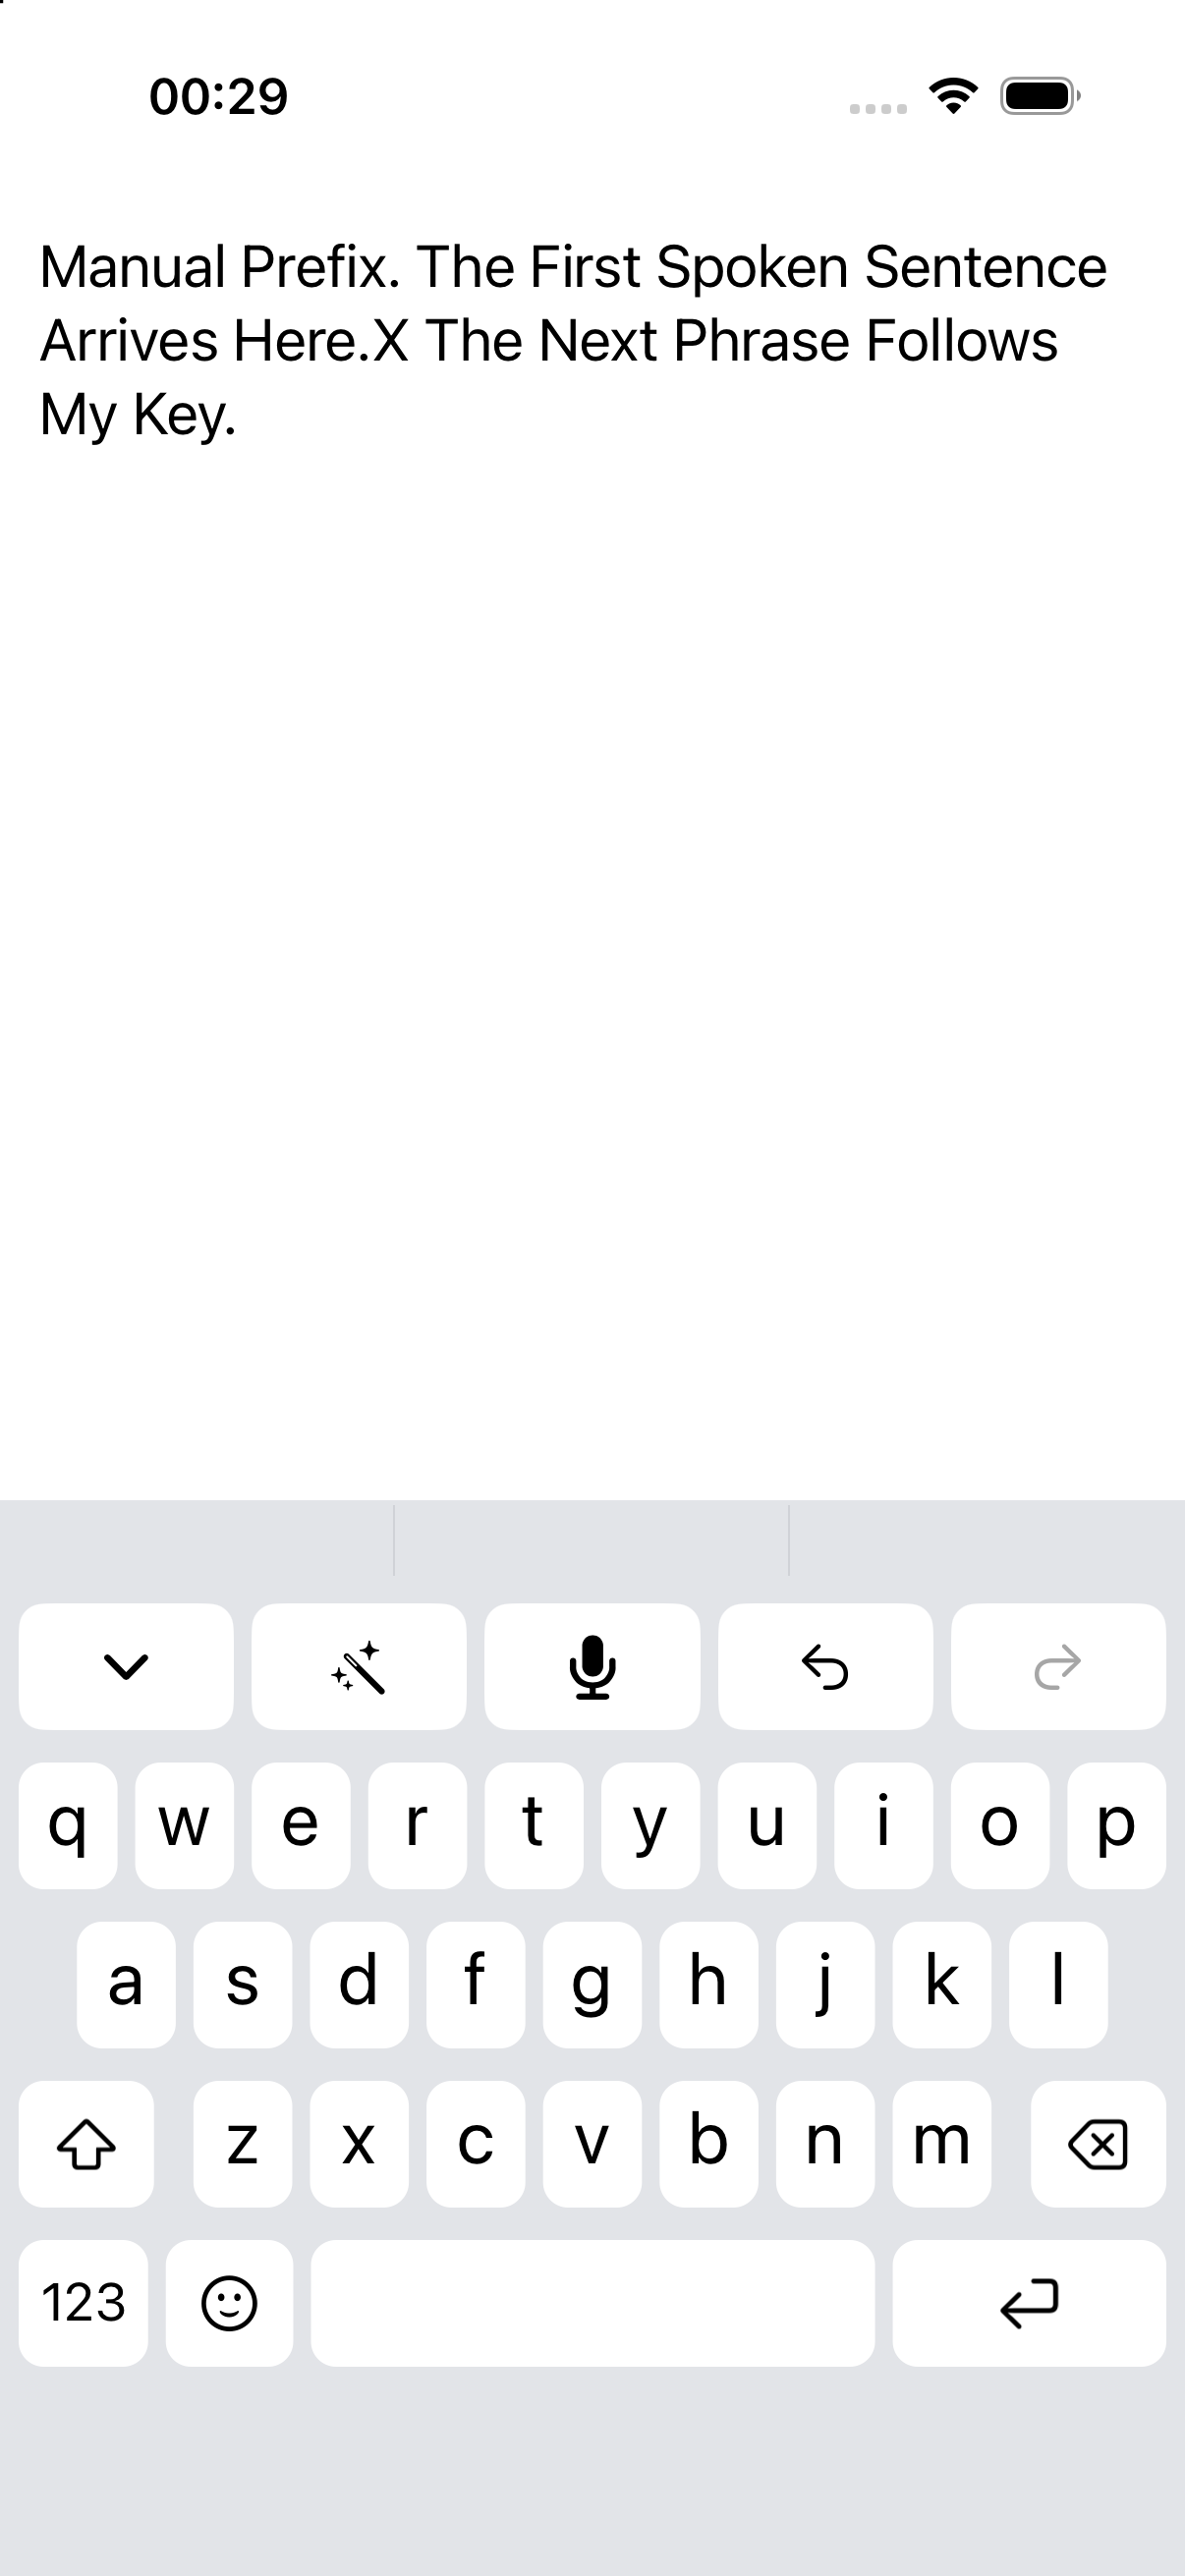 00:29
Manual Prefix. The First Spoken Sentence
Arrives Here.X The Next Phrase Follows
My Key.
q w e r t y u i o p
a s d f g h j k l
z x c v b n m
123